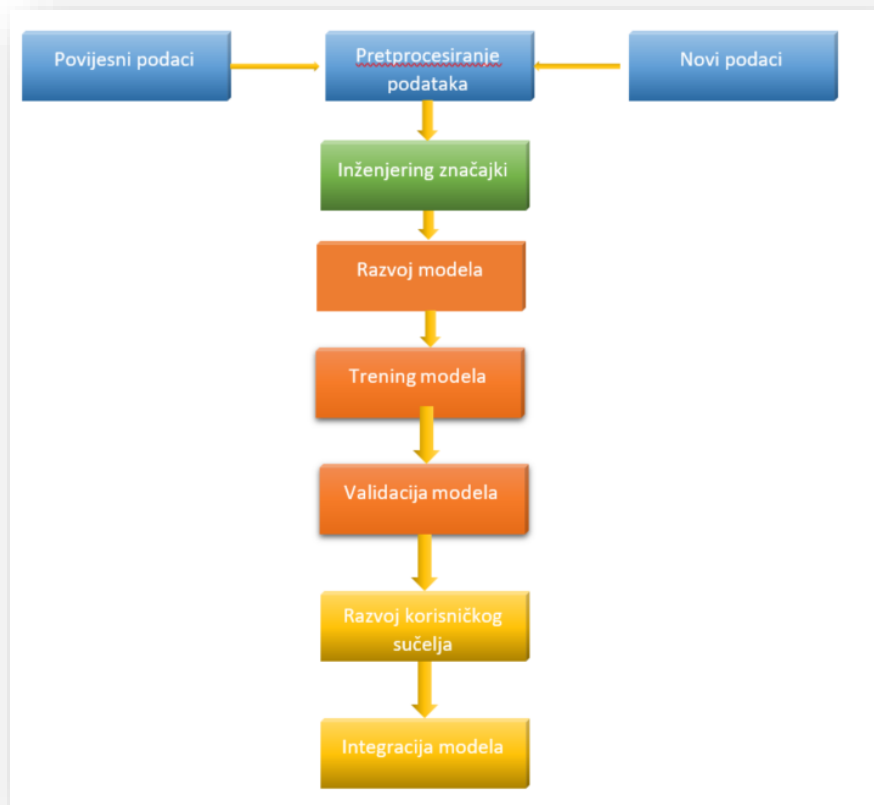 Povijesni podaci
Pretprocesiranje
podataka
Novi podaci
Inženjering značajki
Razvoj modela
Trening modela
Validacija modela
Razvoj korisničkog
sučelja
Integracija modela